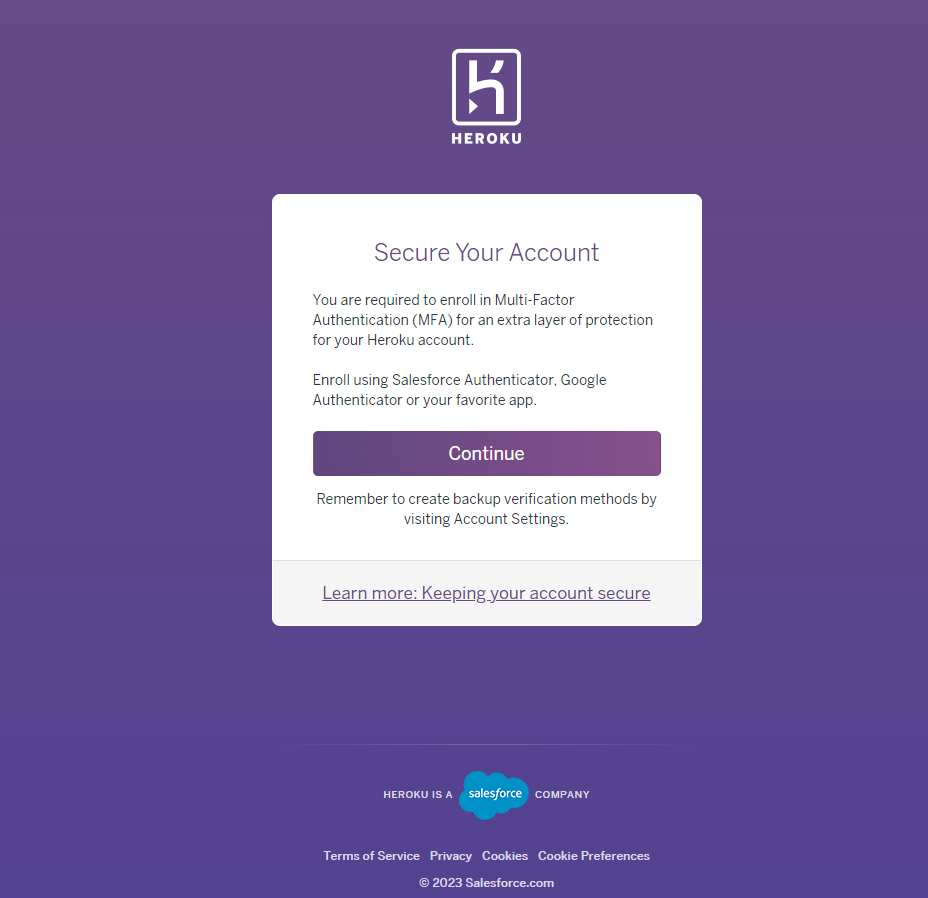 HEROKU
Secure Your Account
You are required to enroll in Multi-Factor
Authentication (MFA) for an extra layer of protection
for your Heroku account.
Enroll using Salesforce Authenticator, Google
Authenticator or your favorite app.
Continue
Remember to create backup verification methods by
visiting Account Settings.
Learn more: Keeping your account secure
HEROKU IS A salesforce COMPANY
Terms of Service Privacy Cookies Cookie Preferences
© 2023 Salesforce.com